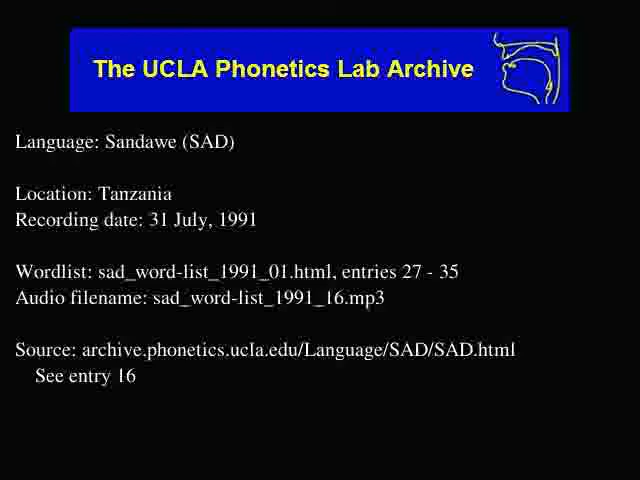 The UCLA Phonetics Lab Archive
Language: Sandawe (SAD)
Location: Tanzania
Recording date: 31 July, 1991
Wordlist: sad_word-list_1991_01.html, entries 27 - 35
Audio filename: sad_word-list_1991_16.mp3
Source: archive.phonetics.ucla.edu/Language/SAD/SAD.html
See entry 16